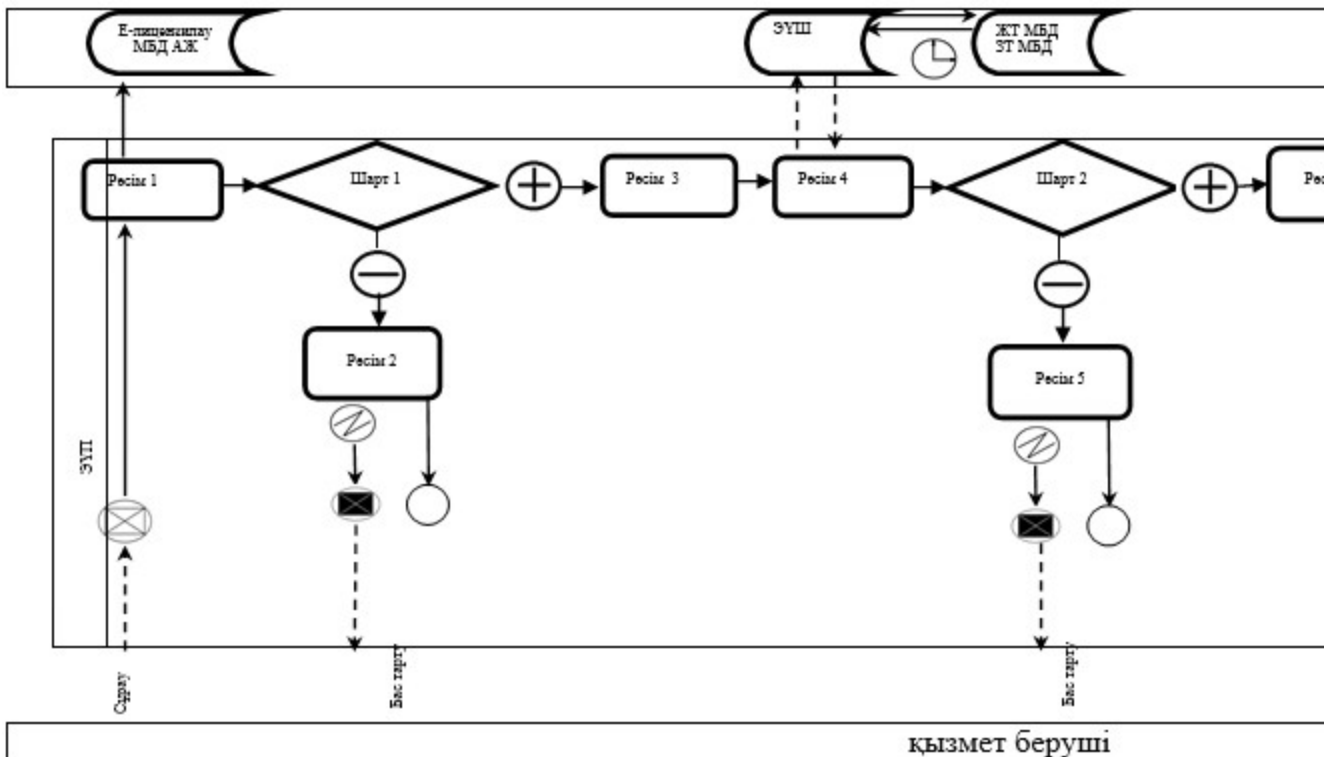 Е-лицензиялау
МБД АЖ
ЭҮШ
ЖТ МБД
ЗТ МБД
Рәсім 1
Шарт 1
Рәсім 3
Рәсім 4
Шарт 2
Рәсім 2
Рәсім 5
ЭҮП
Сұрау
Бас тарту
Бас тарту
қызмет беруші